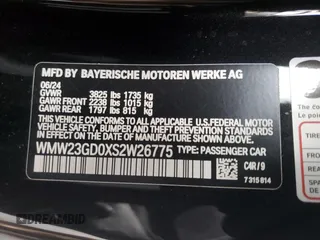 MFD BY BAYERISCHE MOTOREN WERKE AG
06/24
GVWR 3825 lbs 1735 kg
GAWR FRONT 2238 lbs 1015 kg
GAWR REAR 1797 lbs 815 kg
THIS VEHICLE CONFORMS TO ALL APPLICABLE U.S.FEDERAL
MOTOR VEHICLE SAFETY, BUMPER, AND THEFT PREVENTION
STANDARDS IN EFFECT ON THE DATE OF MANUFACTURE SHOWN ABOVE.
WMW23GD0XS2W26775 TYPE: PASSENGER CAR
C4R/9
7 315 814
DREAMBID